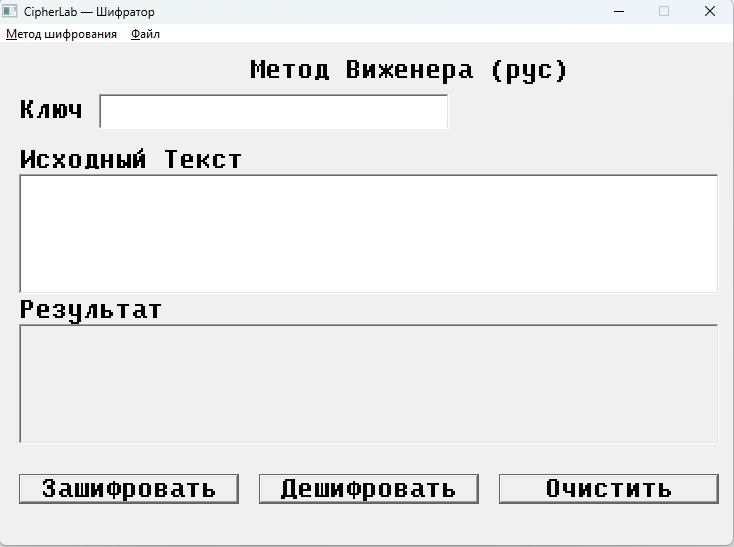 CipherLab — Шифратор
Метод шифрования Файл
Метод Виженера (рус)
Ключ
Исходный Текст
Результат
Зашифровать Дешифровать Очистить